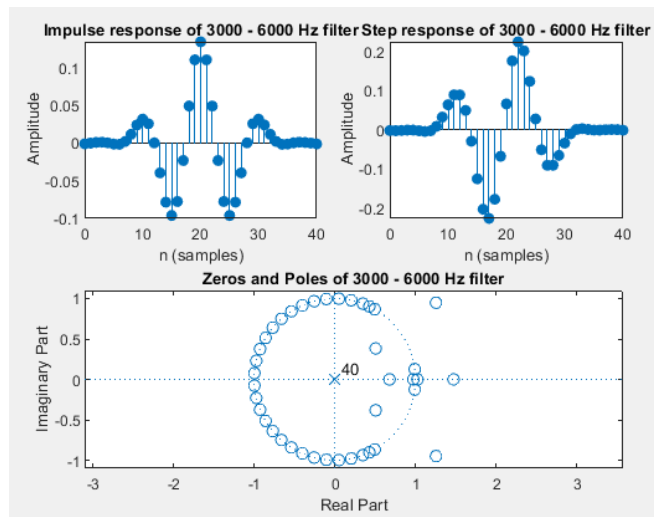 Impulse response of 3000 - 6000 Hz filter
0.1
0.05
0
-0.05
-0.1
Amplitude
0 10 20 30 40
n (samples)
Step response of 3000 - 6000 Hz filter
0.2
0.1
0
-0.1
-0.2
Amplitude
0 10 20 30 40
n (samples)
Zeros and Poles of 3000 - 6000 Hz filter
1
0.5
0
-0.5
-1
Imaginary Part
40
-3 -2 -1 0 1 2 3
Real Part